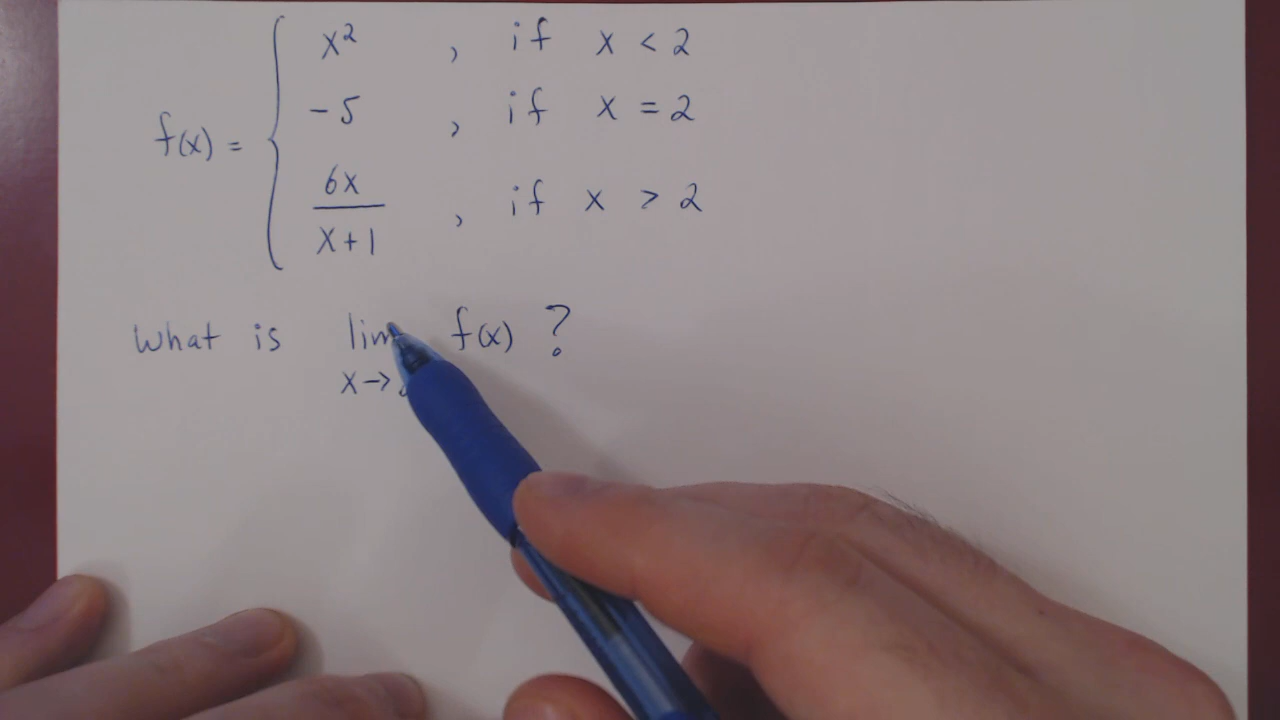 x² , if x < 2
f(x) = { -5 , if x = 2
6x / x+1 , if x > 2
What is lim f(x) ?
x →